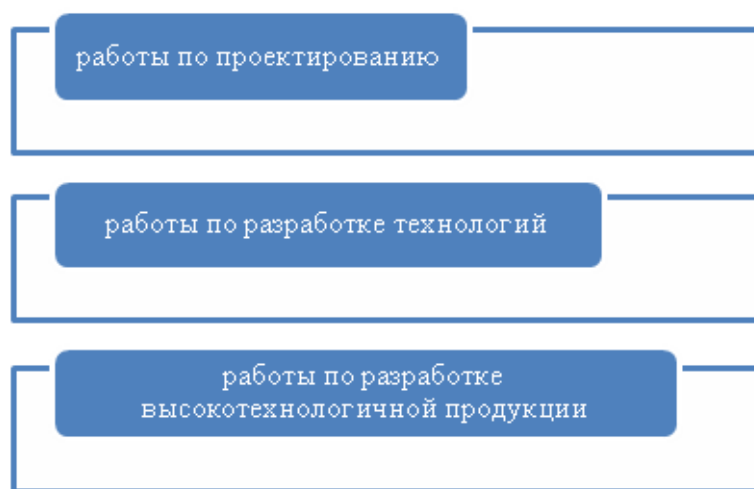 работы по проектированию
работы по разработке технологий
работы по разработке
высокотехнологичной продукции